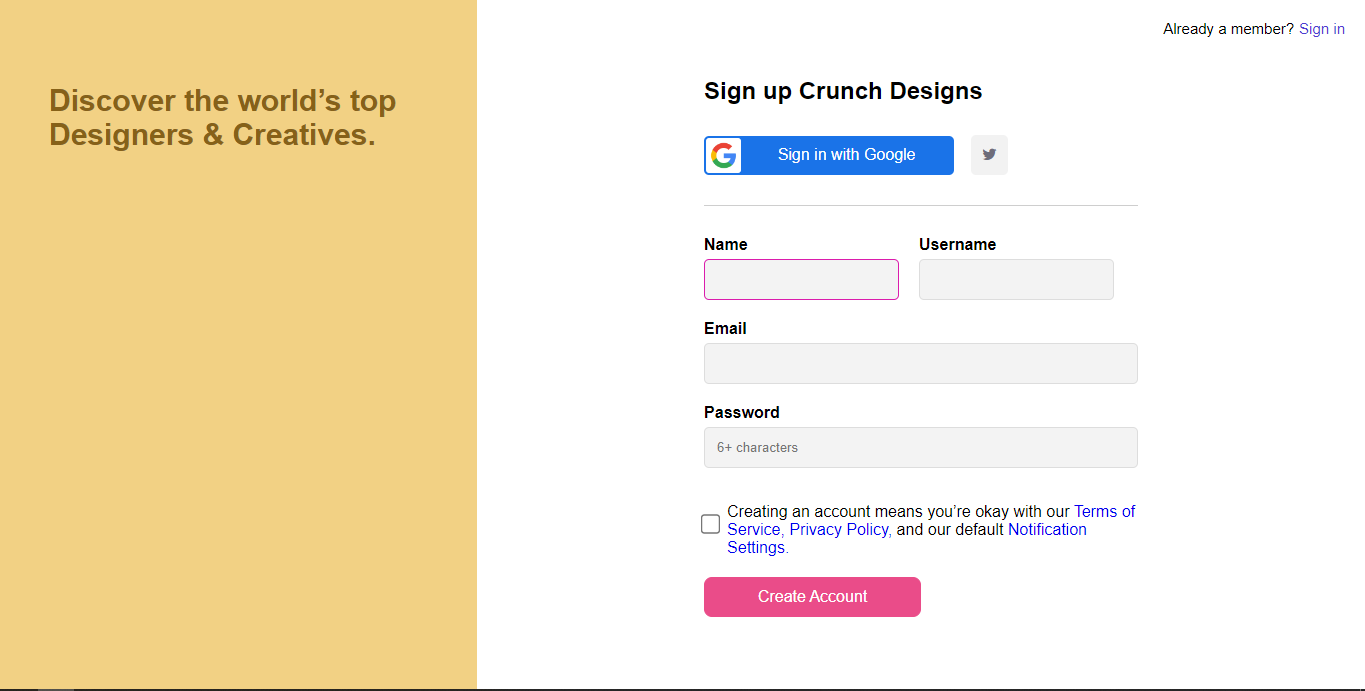 Already a member? Sign in
Discover the world’s top
Designers & Creatives.
Sign up Crunch Designs
Sign in with Google
Name
Username
Email
Password
6+ characters
Creating an account means you’re okay with our Terms of
Service, Privacy Policy, and our default Notification
Settings.
Create Account